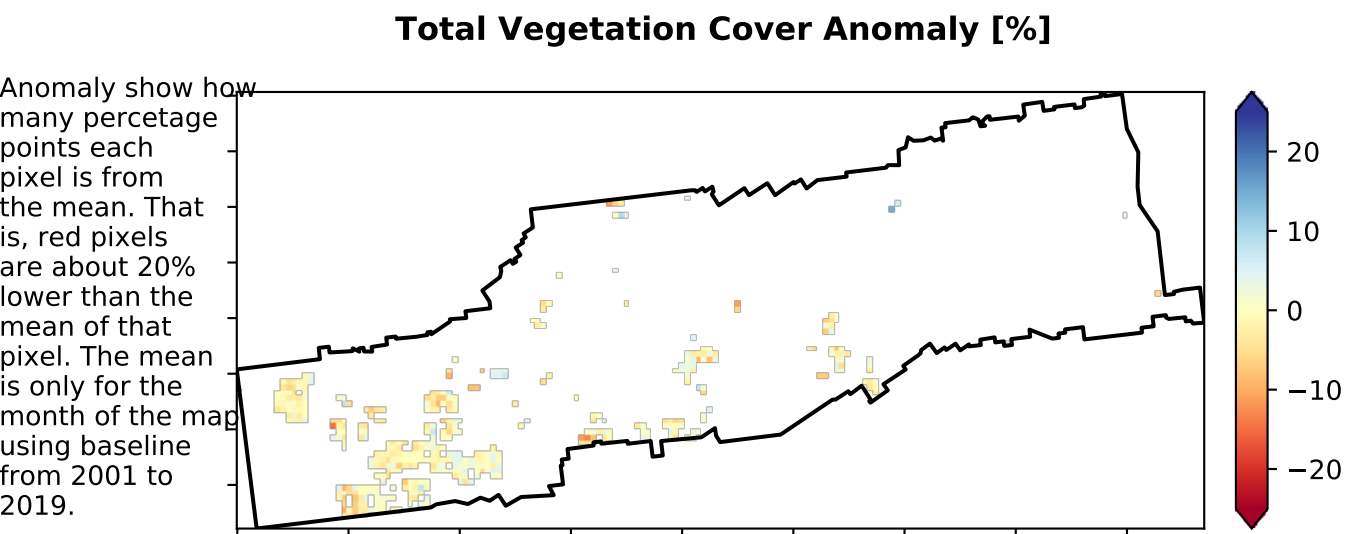 Total Vegetation Cover Anomaly [%]
Anomaly show how
many percetage
points each
pixel is from
the mean. That
is, red pixels
are about 20%
lower than the
mean of that
pixel. The mean
is only for the
month of the map
using baseline
from 2001 to
2019.
20
10
0
−10
−20